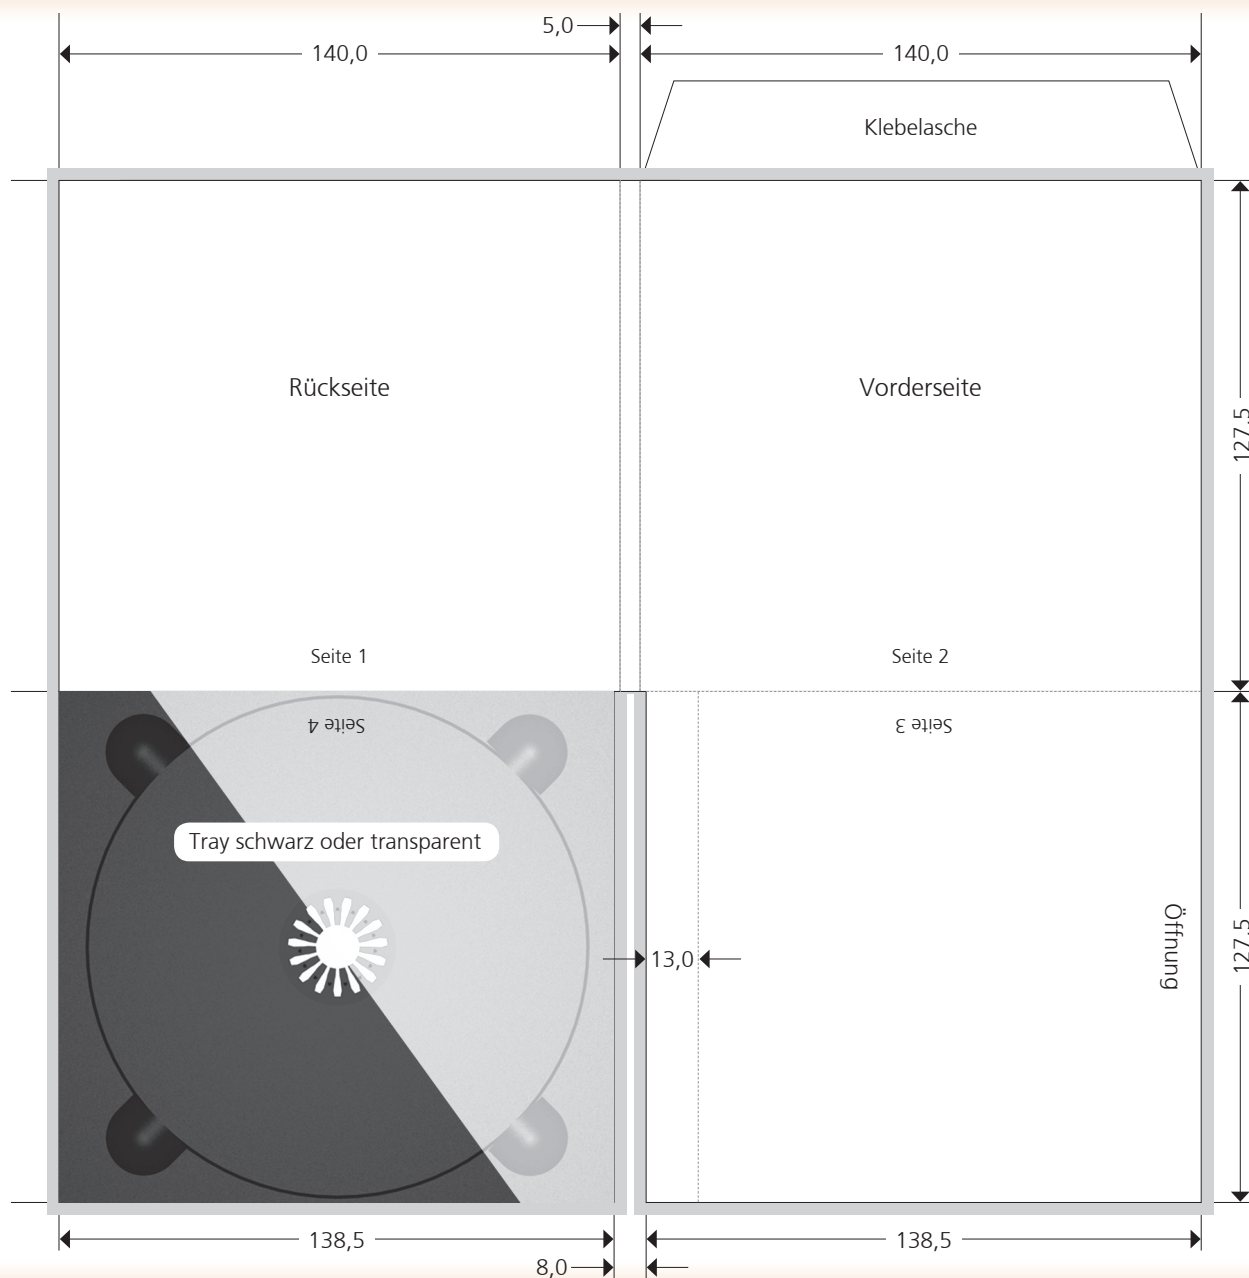 5,0
140,0
140,0
Klebelasche
Rückseite
Vorderseite
127,5
Seite 1
Seite 2
Seite 4
Seite 3
Tray schwarz oder transparent
Öffnung
127,5
13,0
138,5
138,5
8,0